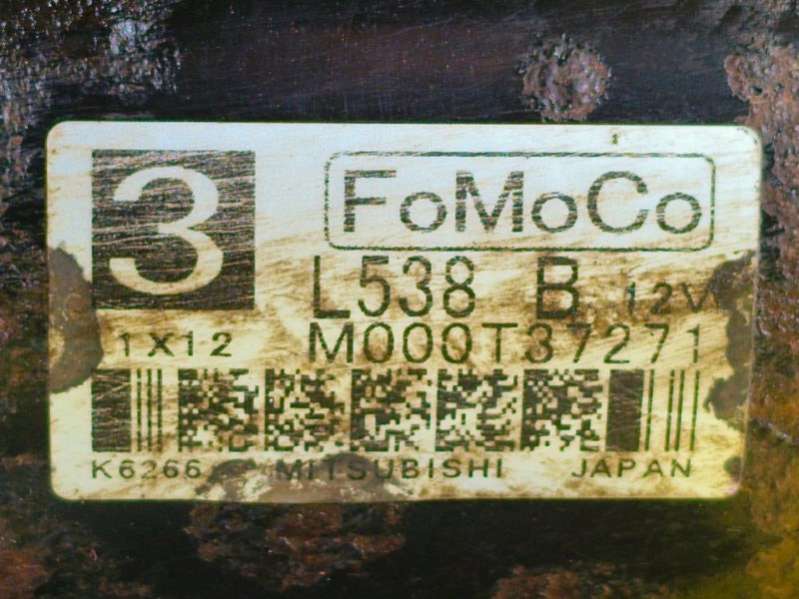 3
FoMoCo
L538 B 12V
1X12 M000T37271
K6266 MITSUBISHI JAPAN